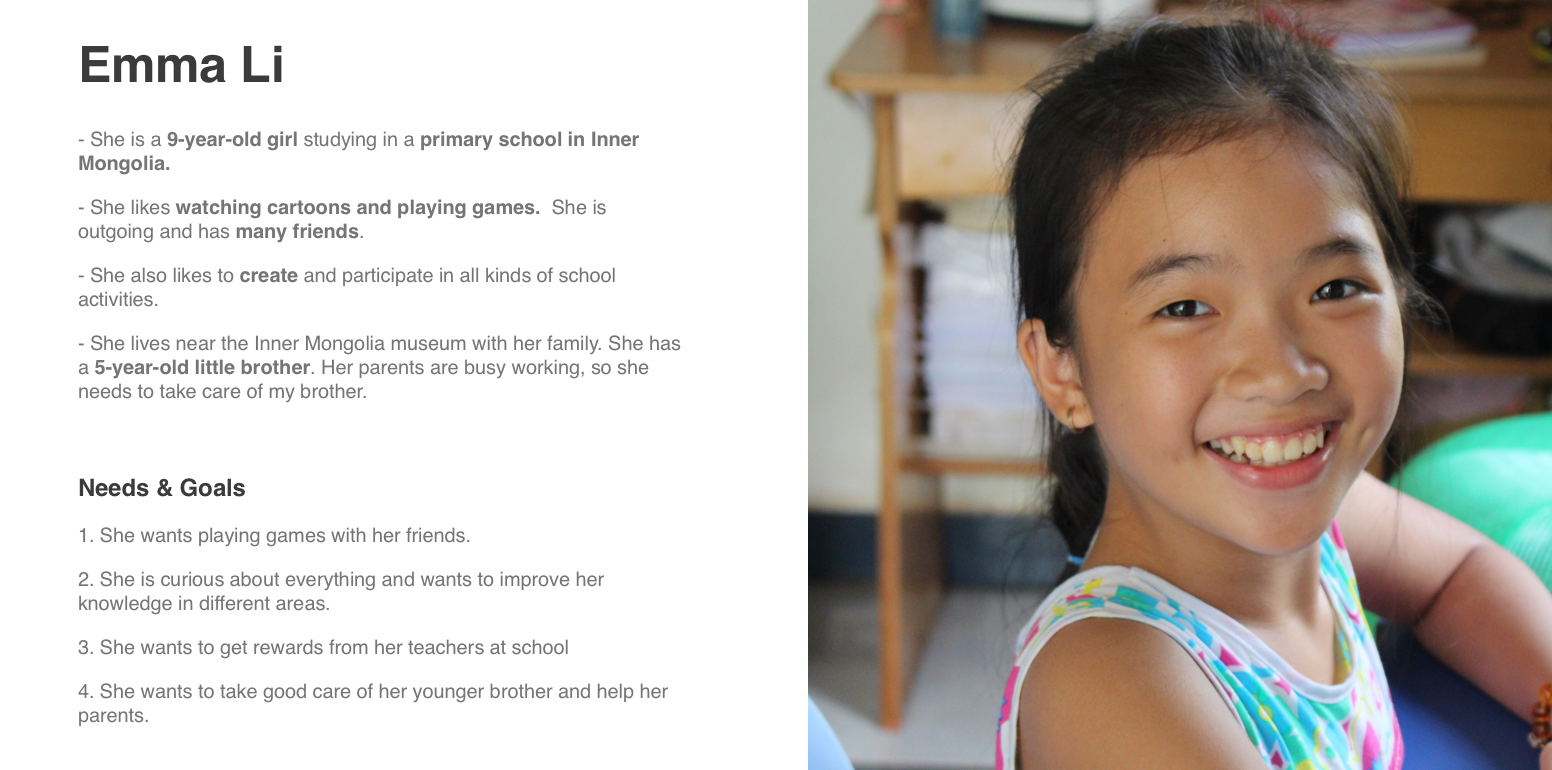 Emma Li
- She is a 9-year-old girl studying in a primary school in Inner
Mongolia.
- She likes watching cartoons and playing games.  She is
outgoing and has many friends.
- She also likes to create and participate in all kinds of school
activities.
- She lives near the Inner Mongolia museum with her family. She has
a 5-year-old little brother. Her parents are busy working, so she
needs to take care of my brother.
Needs & Goals
1. She wants playing games with her friends.
2. She is curious about everything and wants to improve her
knowledge in different areas.
3. She wants to get rewards from her teachers at school
4. She wants to take good care of her younger brother and help her
parents.